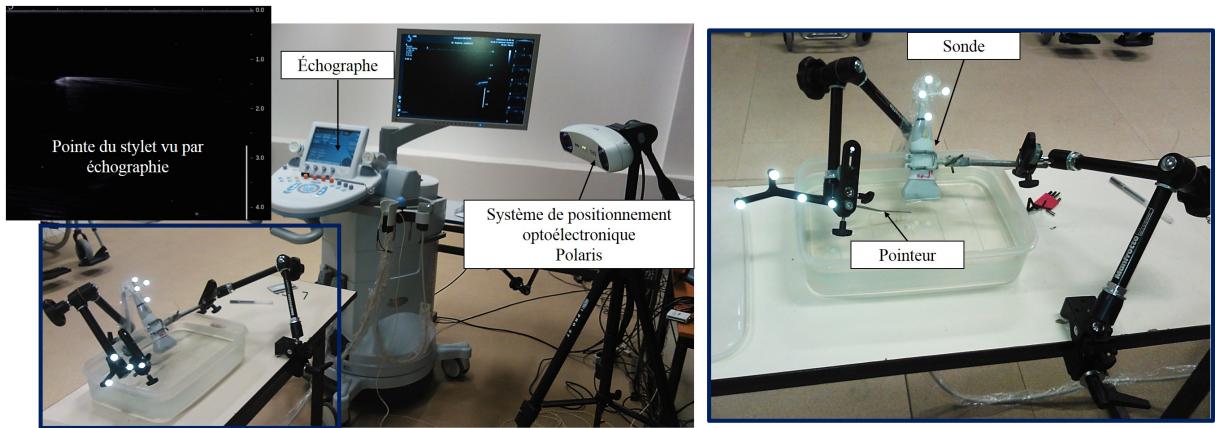 0.0
1.0
2.0
3.0
4.0
Pointe du stylet vu par
échographie
Échographe
Système de positionnement
optoélectronique
Polaris
Sonde
Pointeur
Manfrotto